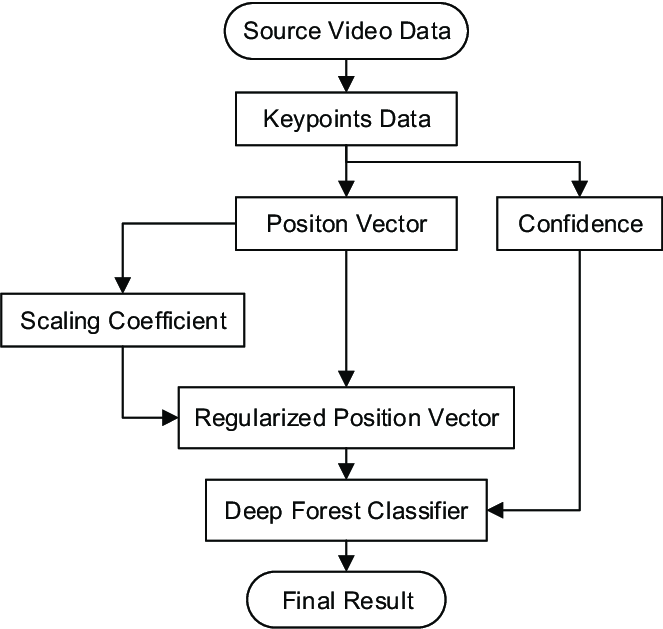 Source Video Data
Keypoints Data
Positon Vector
Confidence
Scaling Coefficient
Regularized Position Vector
Deep Forest Classifier
Final Result